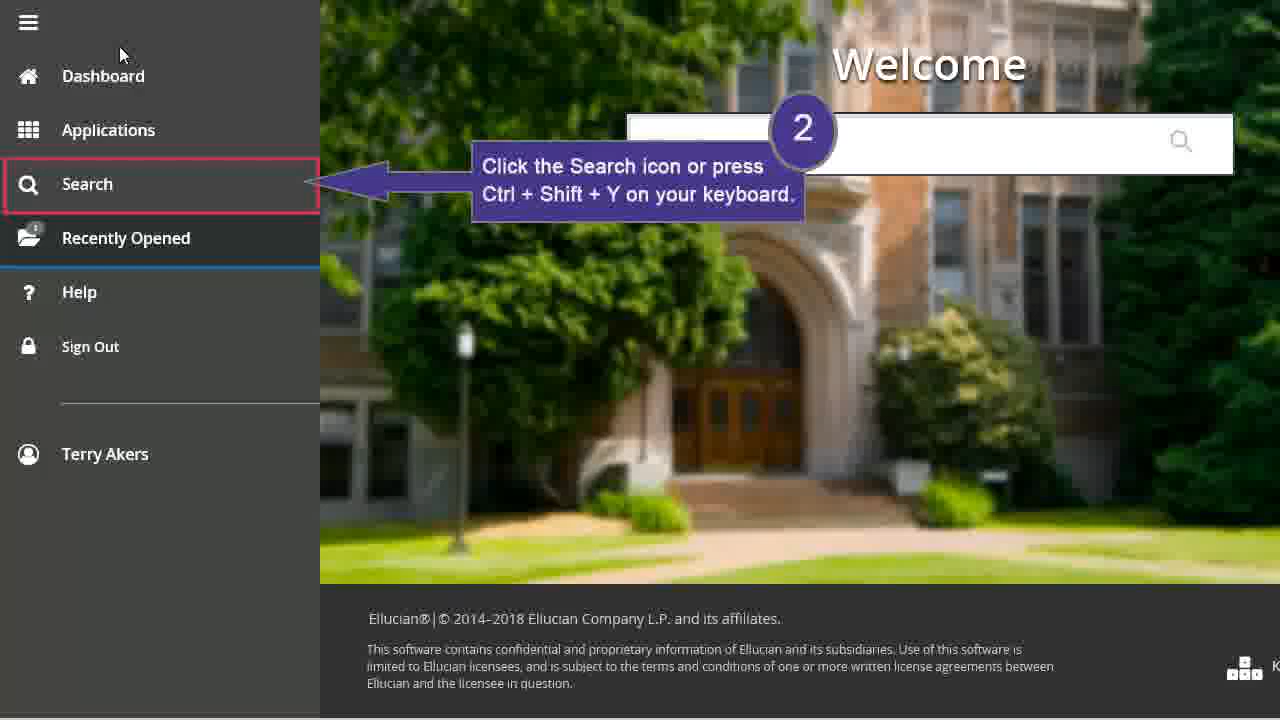 Dashboard
Applications
Search
1
Recently Opened
Help
Sign Out
Terry Akers
Welcome
2
Click the Search icon or press
Ctrl + Shift + Y on your keyboard.
Ellucian®|© 2014–2018 Ellucian Company L.P. and its affiliates.
This software contains confidential and proprietary information of Ellucian and its subsidiaries. Use of this software is
limited to Ellucian licensees, and is subject to the terms and conditions of one or more written license agreements between
Ellucian and the licensee in question.
K